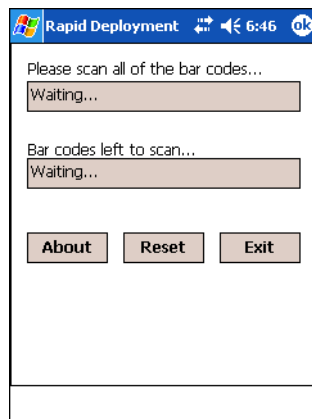 Rapid Deployment 6:46 ok
Please scan all of the bar codes...
Waiting...
Bar codes left to scan...
Waiting...
About Reset Exit